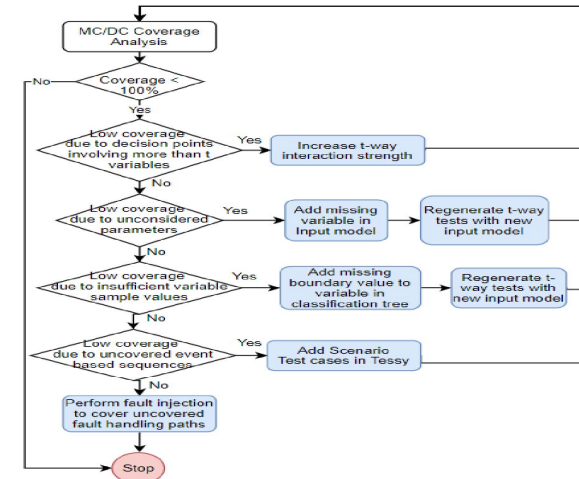 MC/DC Coverage
Analysis
No
Coverage <
100%
Yes
Low coverage
due to decision points
involving more than t
variables
Yes
Increase t-way
interaction strength
No
Low coverage
due to unconsidered
parameters
Yes
Add missing
variable in
Input model
Regenerate t-way
tests with new
input model
No
Low coverage
due to insufficient variable
sample values
Yes
Add missing
boundary value to
variable in
classification tree
Regenerate t-
way tests with
new input model
No
Low coverage
due to uncovered event
based sequences
Yes
Add Scenario
Test cases in Tessy
No
Perform fault injection
to cover uncovered
fault handling paths
Stop